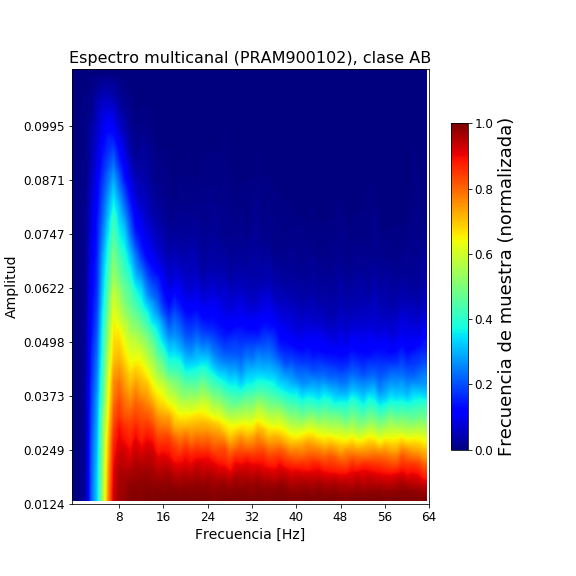 Espectro multicanal (PRAM900102), clase AB
Amplitud
0.0995
0.0871
0.0747
0.0622
0.0498
0.0373
0.0249
0.0124
8 16 24 32 40 48 56 64
Frecuencia [Hz]
1.0
0.8
0.6
0.4
0.2
0.0
Frecuencia de muestra (normalizada)